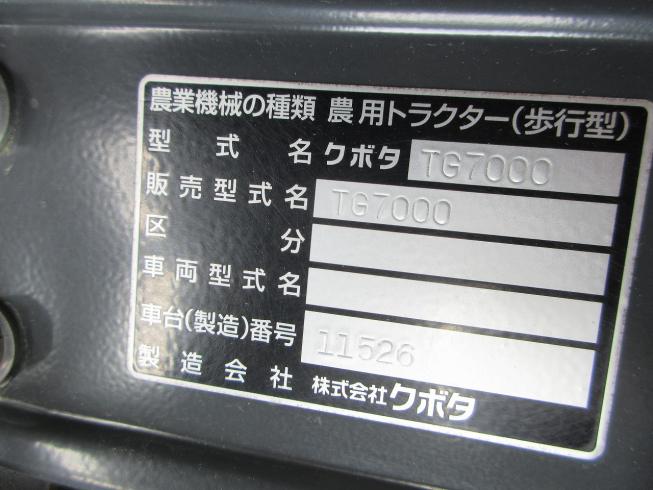 農業機械の種類 農用トラクター(歩行型)
型式名 クボタ TG7000
販売型式名 TG7000
区分
車両型式名
車台(製造)番号 11526
製造会社 株式会社クボタ